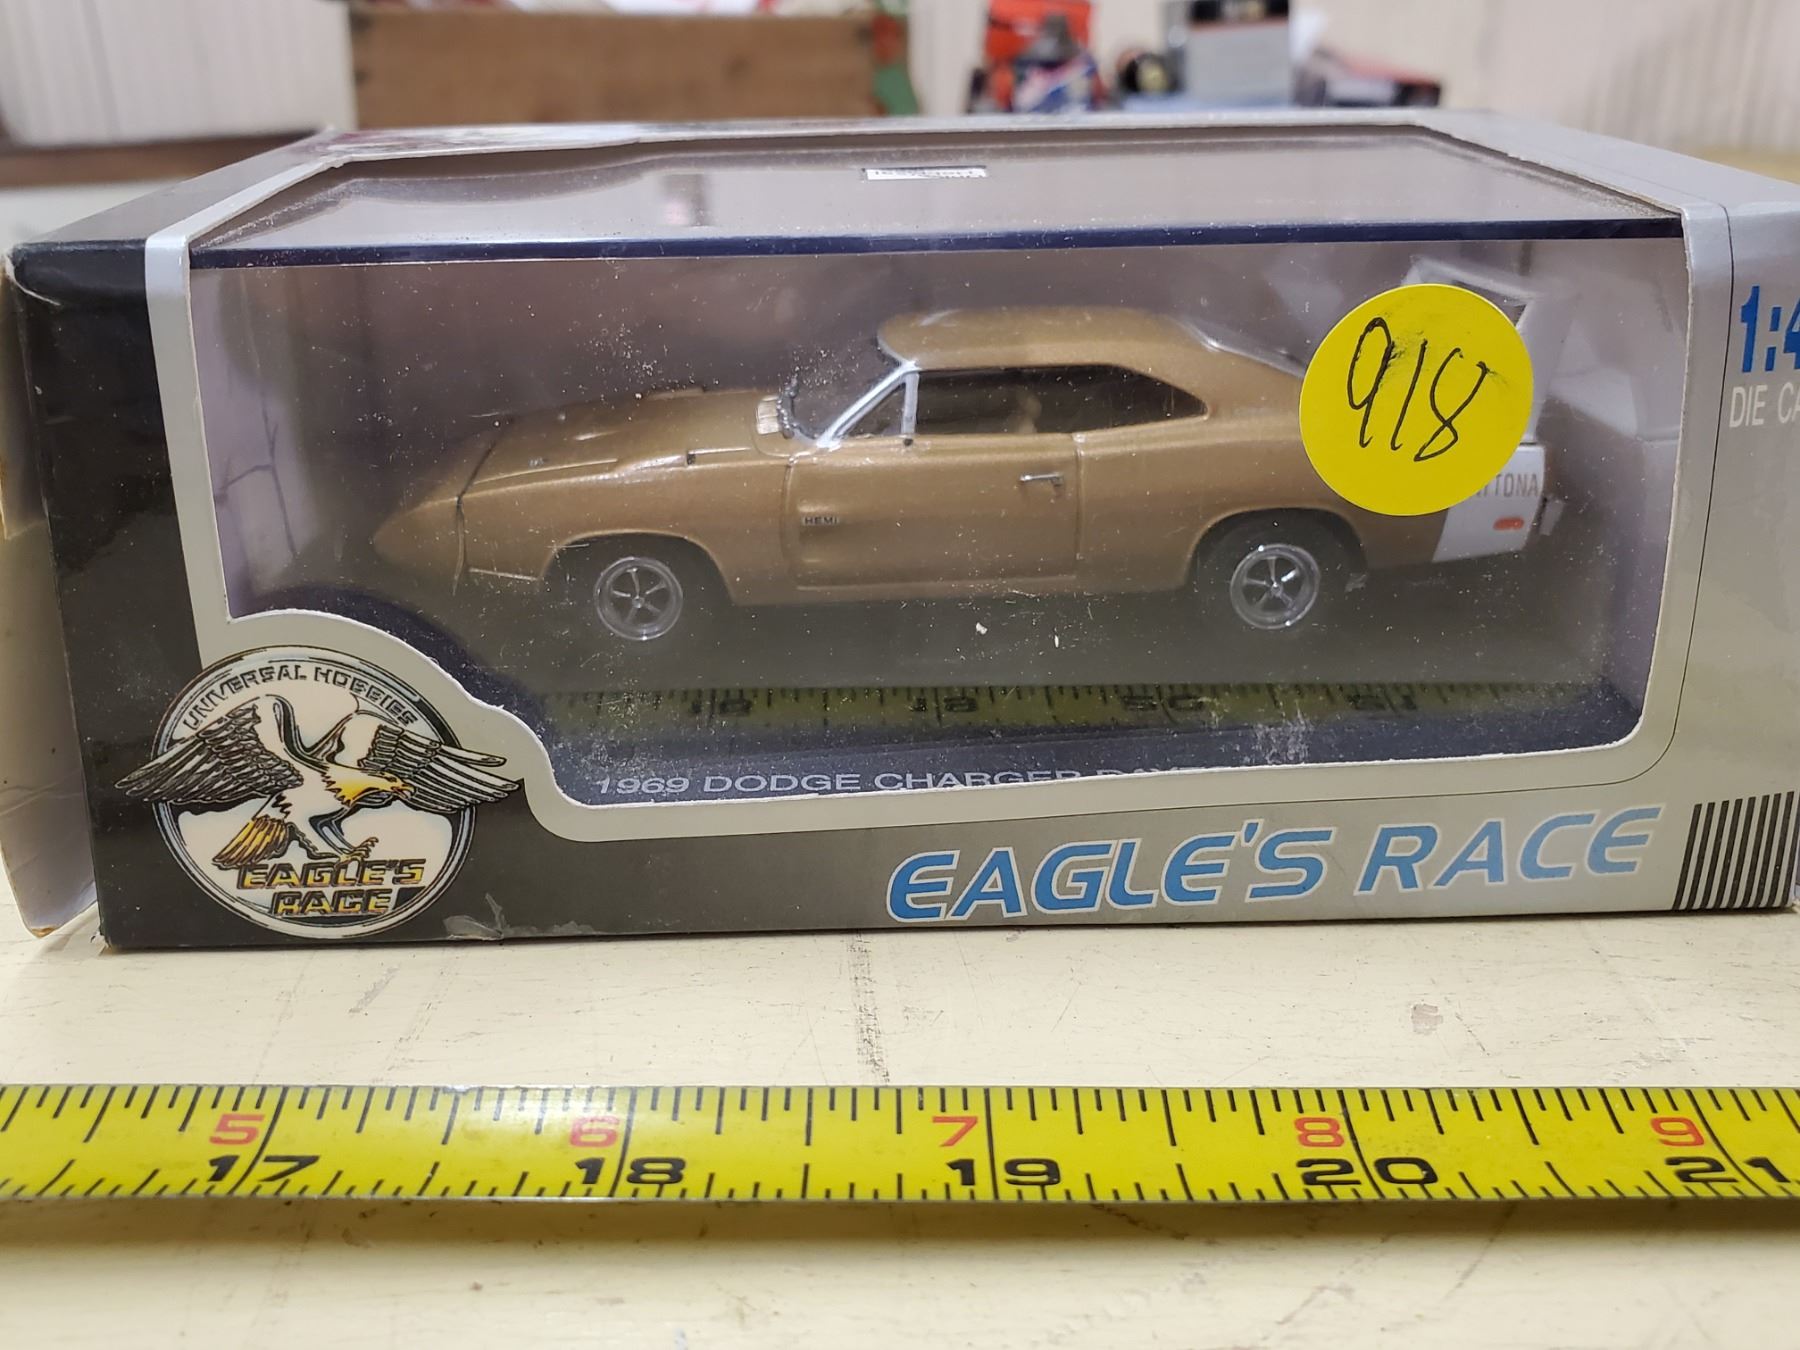 918
1:4
DIE CA
HEMI
TONA
1969 DODGE CHARGER
UNIVERSAL HOBBIES
EAGLE'S
RACE
EAGLE'S RACE
5 6 7 8 9
17 18 19 20 21